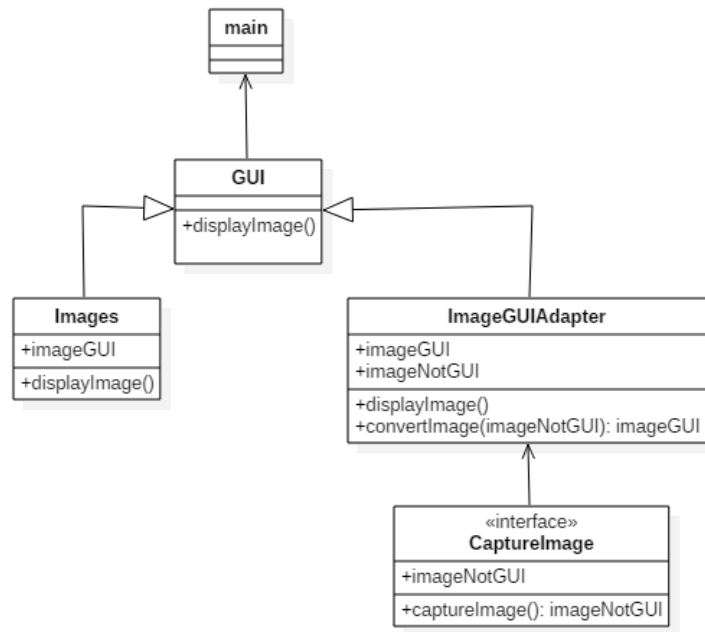 main
GUI
+displayImage()
Images
+imageGUI
+displayImage()
ImageGUIAdapter
+imageGUI
+imageNotGUI
+displayImage()
+convertImage(imageNotGUI): imageGUI
«interface»
CaptureImage
+imageNotGUI
+captureImage(): imageNotGUI